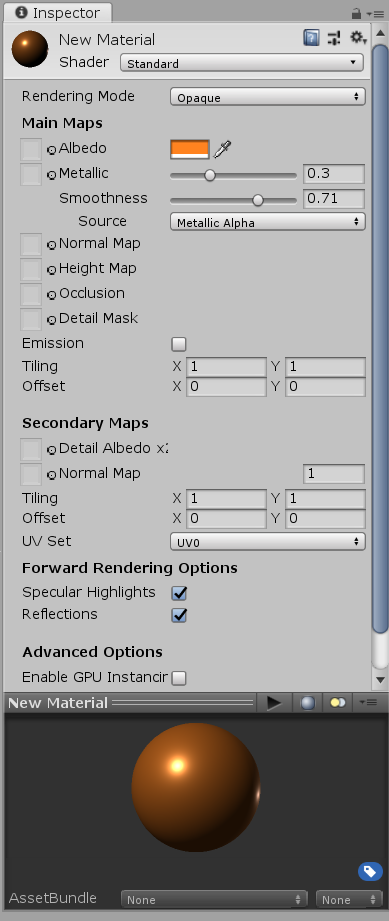 Inspector
New Material
Shader Standard
Rendering Mode Opaque
Main Maps
Albedo
Metallic 0.3
Smoothness 0.71
Source Metallic Alpha
Normal Map
Height Map
Occlusion
Detail Mask
Emission
Tiling X 1 Y 1
Offset X 0 Y 0
Secondary Maps
Detail Albedo x2
Normal Map 1
Tiling X 1 Y 1
Offset X 0 Y 0
UV Set UV0
Forward Rendering Options
Specular Highlights
Reflections
Advanced Options
Enable GPU Instancin
New Material
AssetBundle None None